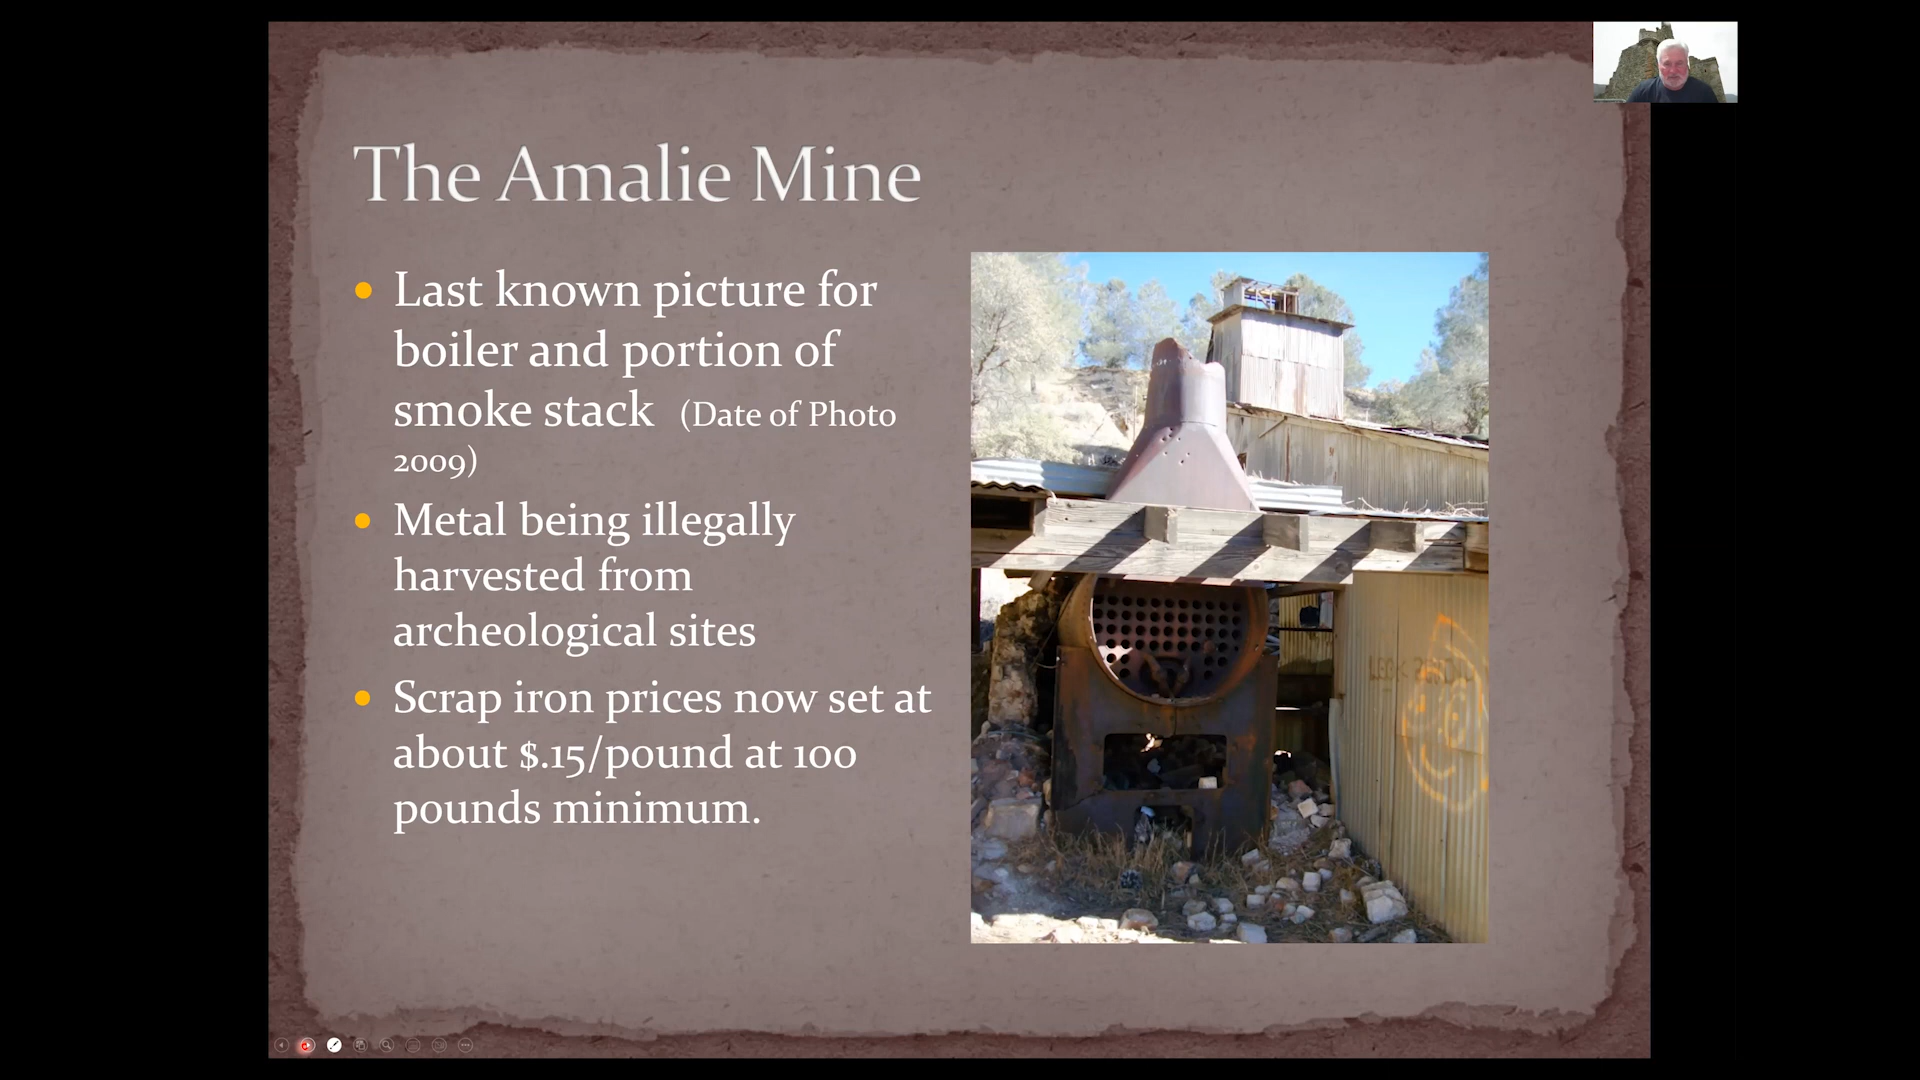 The Amalie Mine
Last known picture for
boiler and portion of
smoke stack (Date of Photo
2009)
Metal being illegally
harvested from
archeological sites
Scrap iron prices now set at
about $.15/pound at 100
pounds minimum.